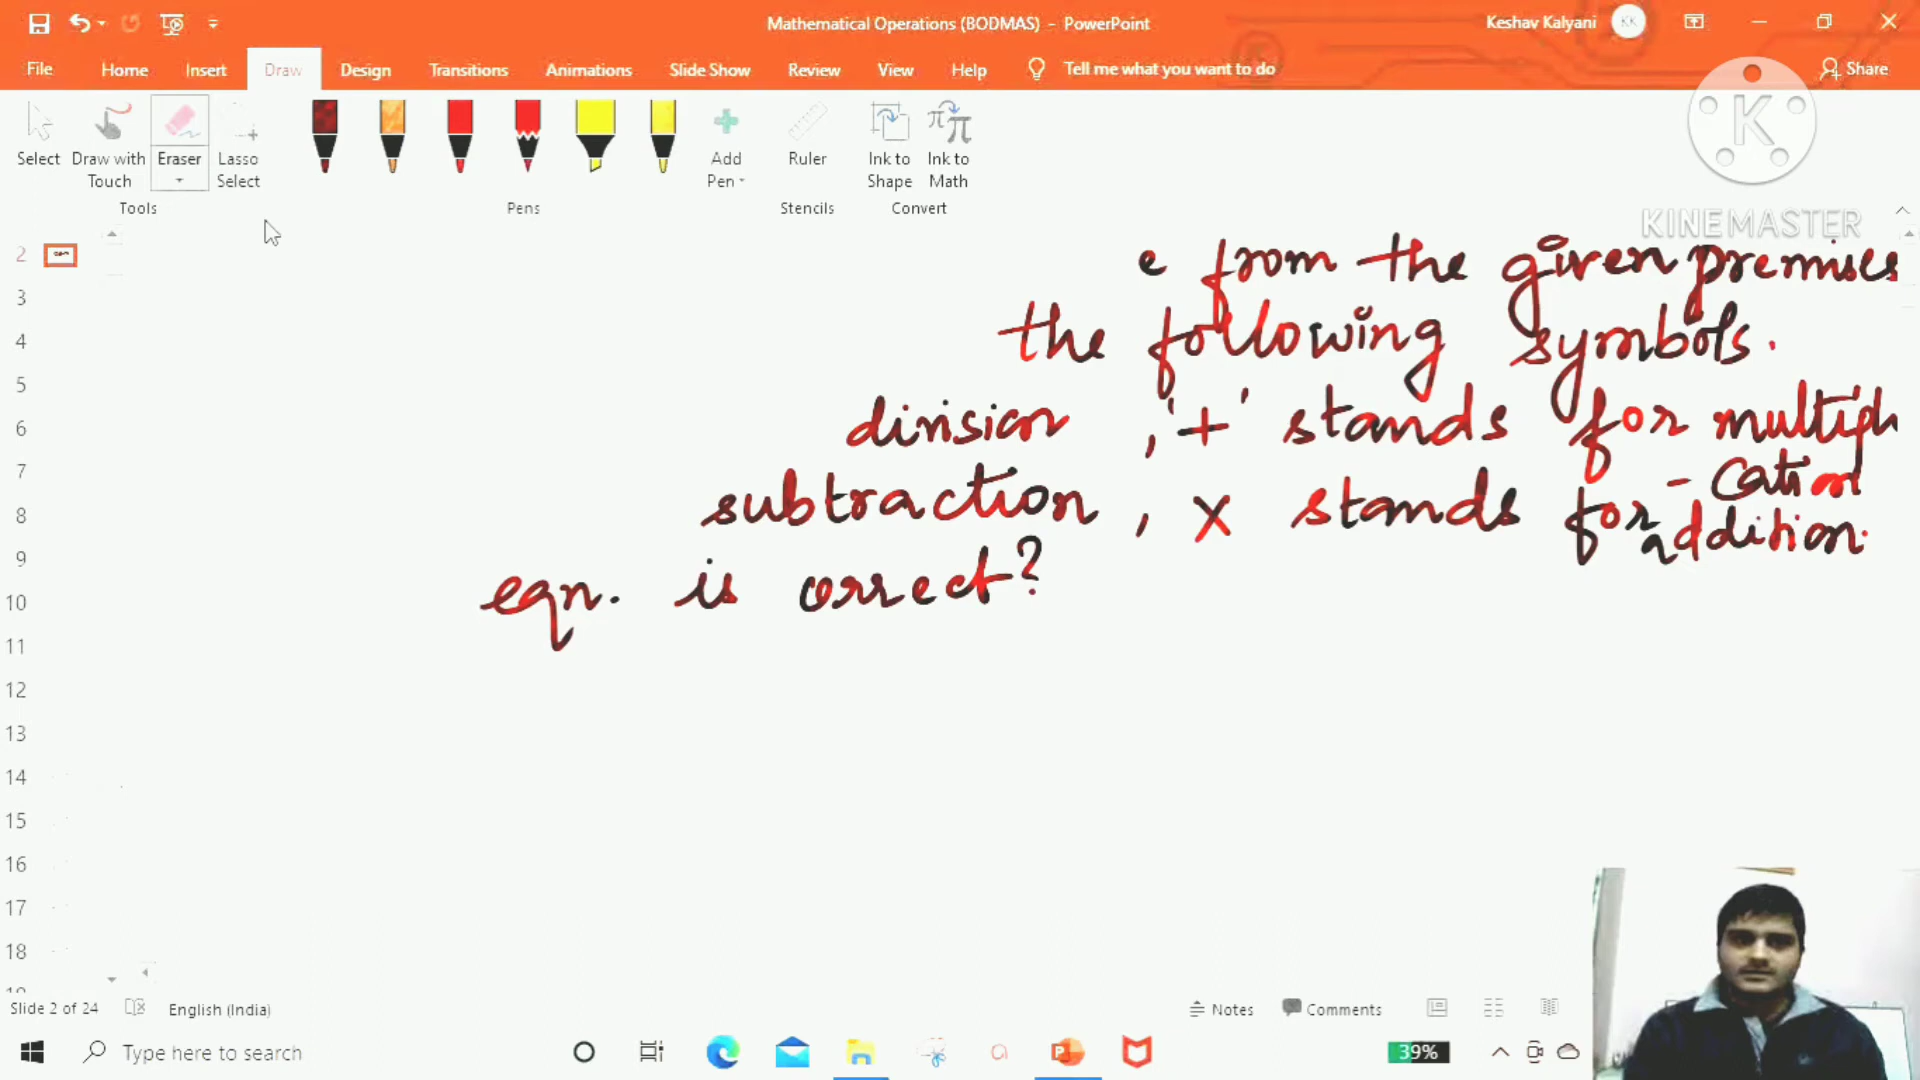 Mathematical Operations (BODMAS) - PowerPoint
Keshav Kalyani KK
File Home Insert Draw Design Transitions Animations Slide Show Review View Help Tell me what you want to do Share
Select Draw with Touch Eraser Lasso Select Add Pen Ruler Ink to Shape Ink to Math
Tools Pens Stencils Convert
K
KINEMASTER
e from the given premises
the following symbols.
division , '+' stands for multipli
- cation
subtraction , x stands for addition.
eqn. is correct?
2
3
4
5
6
7
8
9
10
11
12
13
14
15
16
17
18
Slide 2 of 24 English (India) Notes Comments
Type here to search 39%